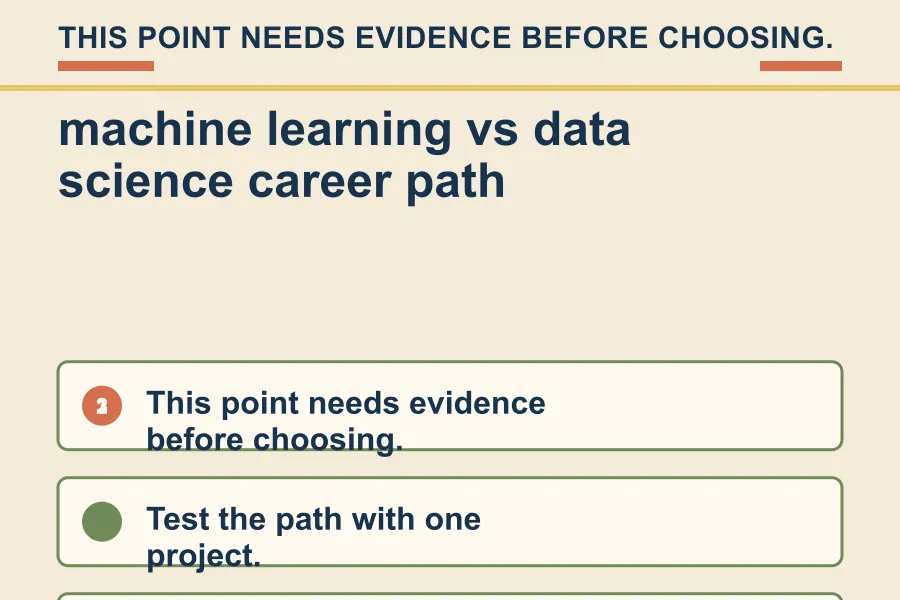 THIS POINT NEEDS EVIDENCE BEFORE CHOOSING.
machine learning vs data
science career path
This point needs evidence
before choosing.
Test the path with one
project.